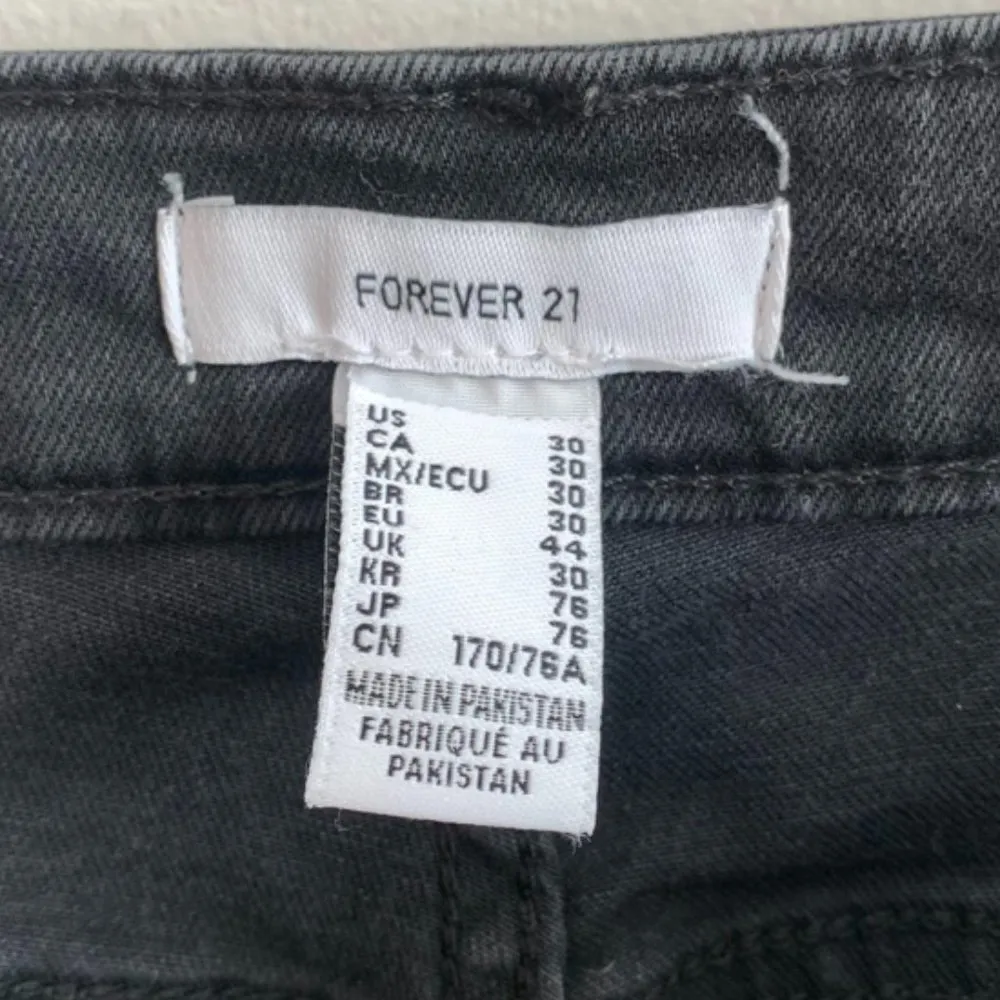 FOREVER 21
US 30
CA 30
MX/ECU 30
BR 30
EU 44
UK 30
KR 76
JP 76
CN 170/76A
MADE IN PAKISTAN
FABRIQUÉ AU
PAKISTAN